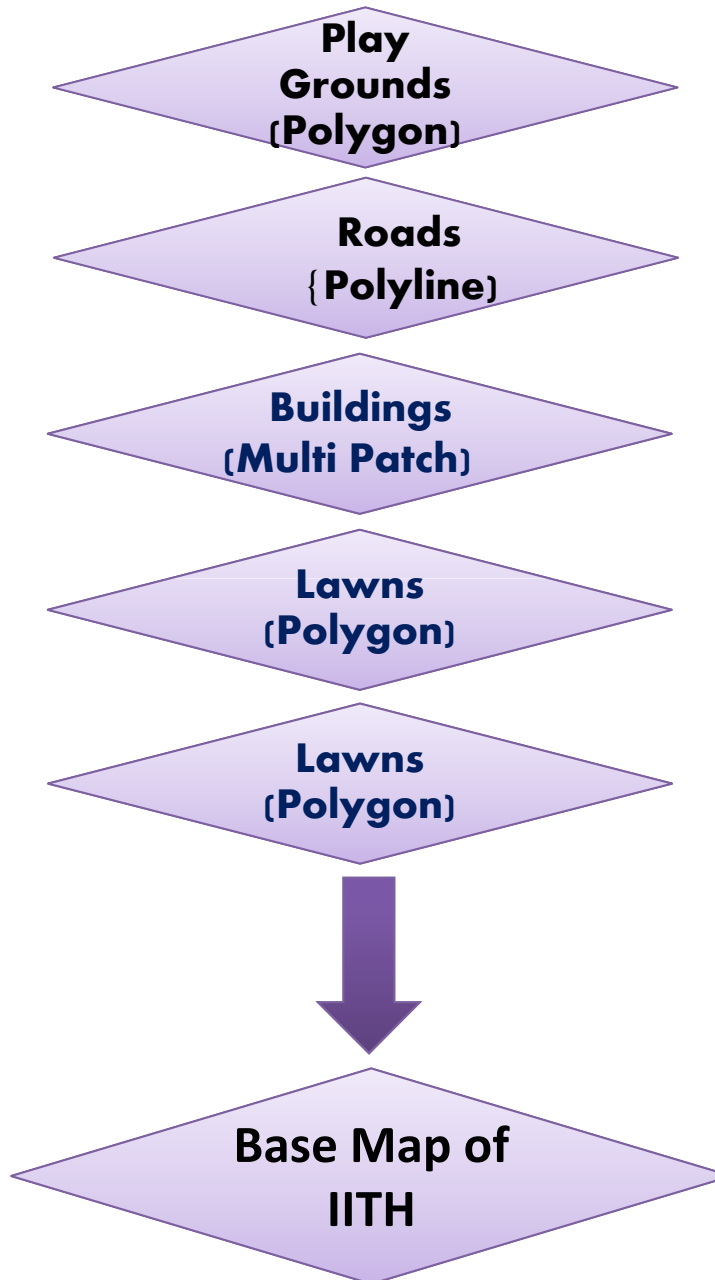 Play
Grounds
(Polygon)
Roads
{Polyline)
Buildings
(Multi Patch)
Lawns
(Polygon)
Lawns
(Polygon)
Base Map of
IITH